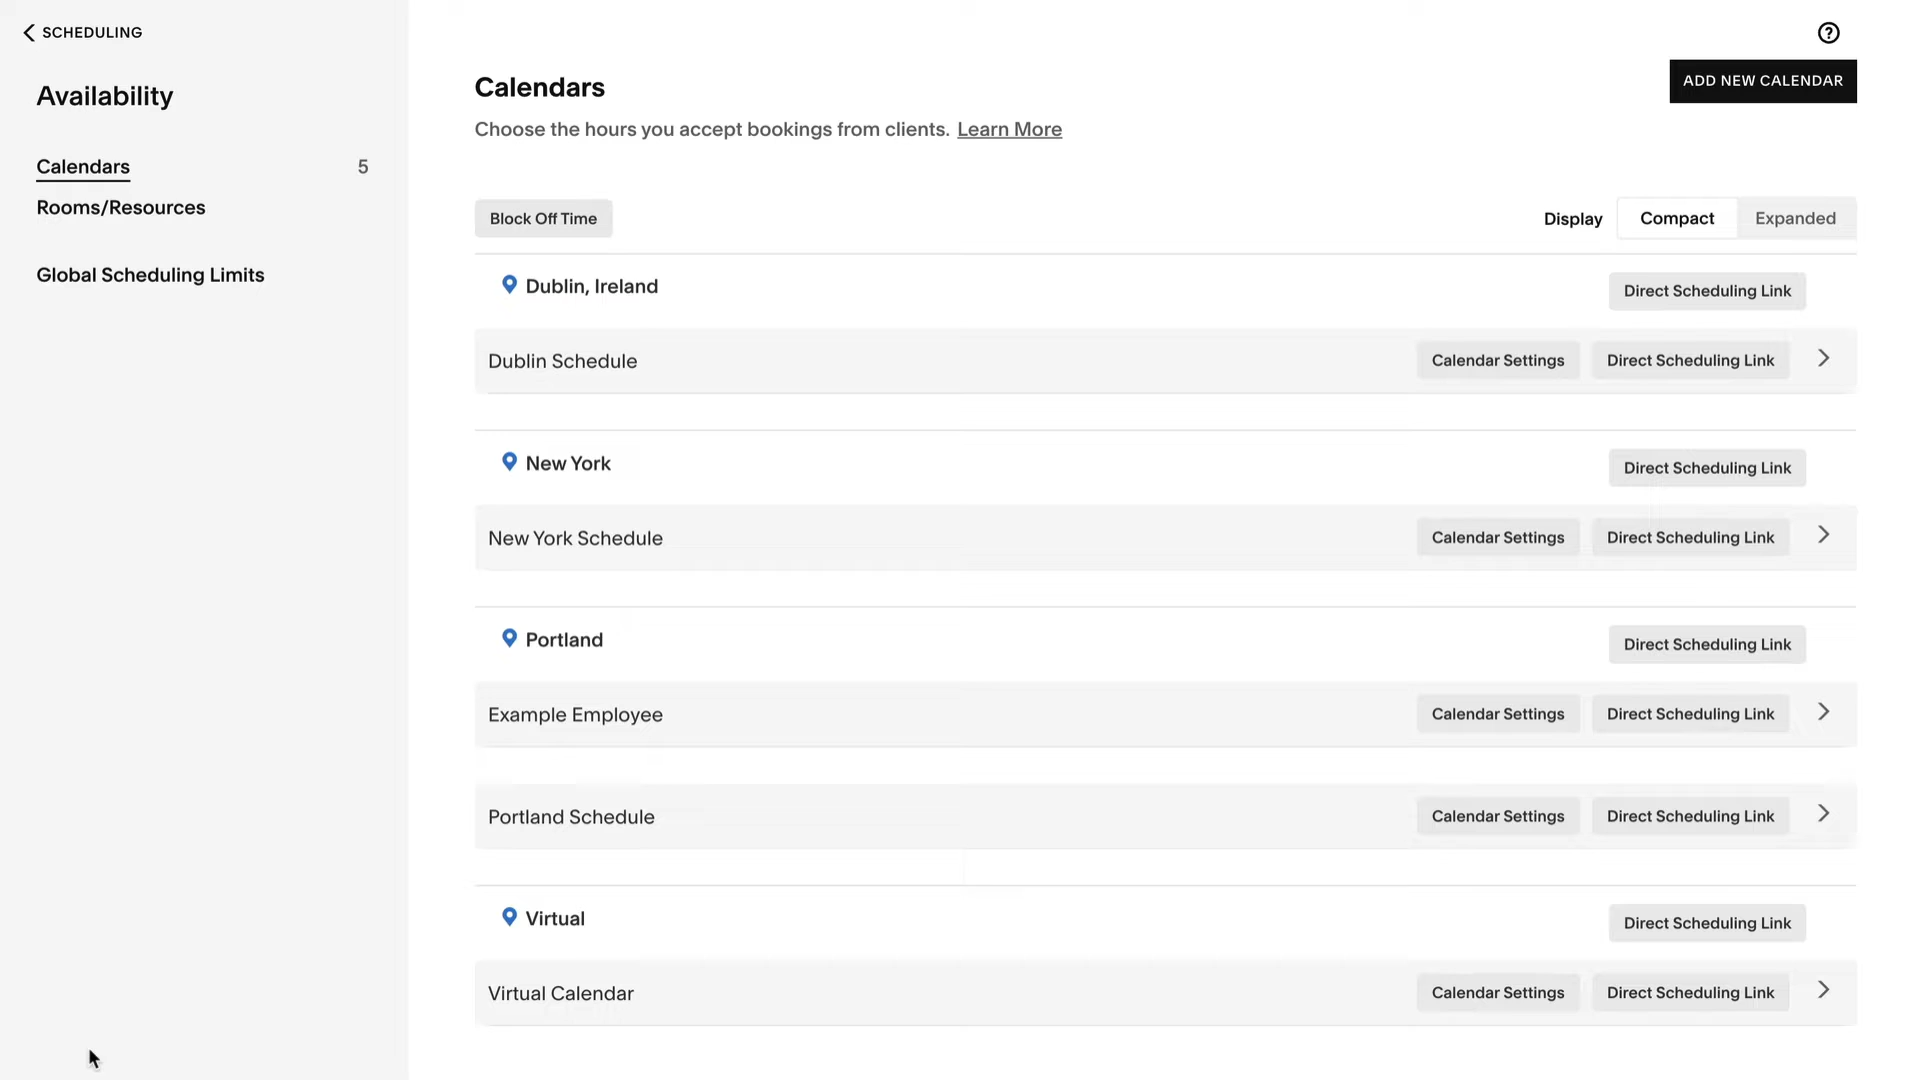 SCHEDULING
Availability
Calendars 5
Rooms/Resources
Global Scheduling Limits
?
Calendars
ADD NEW CALENDAR
Choose the hours you accept bookings from clients. Learn More
Block Off Time
Display Compact Expanded
Dublin, Ireland
Direct Scheduling Link
Dublin Schedule Calendar Settings Direct Scheduling Link
New York
Direct Scheduling Link
New York Schedule Calendar Settings Direct Scheduling Link
Portland
Direct Scheduling Link
Example Employee Calendar Settings Direct Scheduling Link
Portland Schedule Calendar Settings Direct Scheduling Link
Virtual
Direct Scheduling Link
Virtual Calendar Calendar Settings Direct Scheduling Link